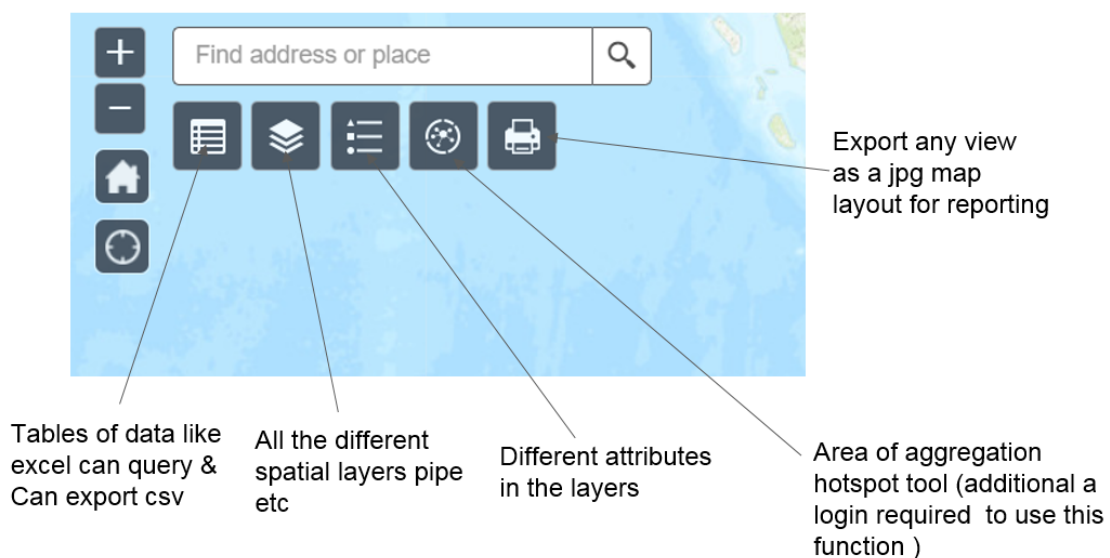 Find address or place
Export any view
as a jpg map
layout for reporting
Tables of data like
excel can query &
Can export csv
All the different
spatial layers pipe
etc
Different attributes
in the layers
Area of aggregation
hotspot tool (additional a
login required to use this
function )